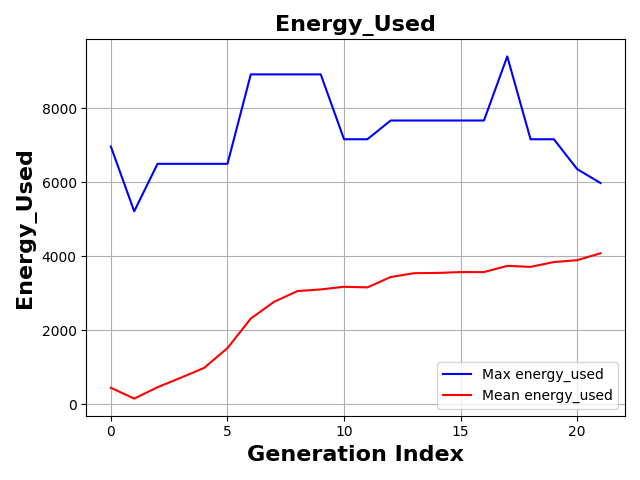 Energy_Used
Energy_Used
8000
6000
4000
2000
0
0 5 10 15 20
Generation Index
Max energy_used
Mean energy_used